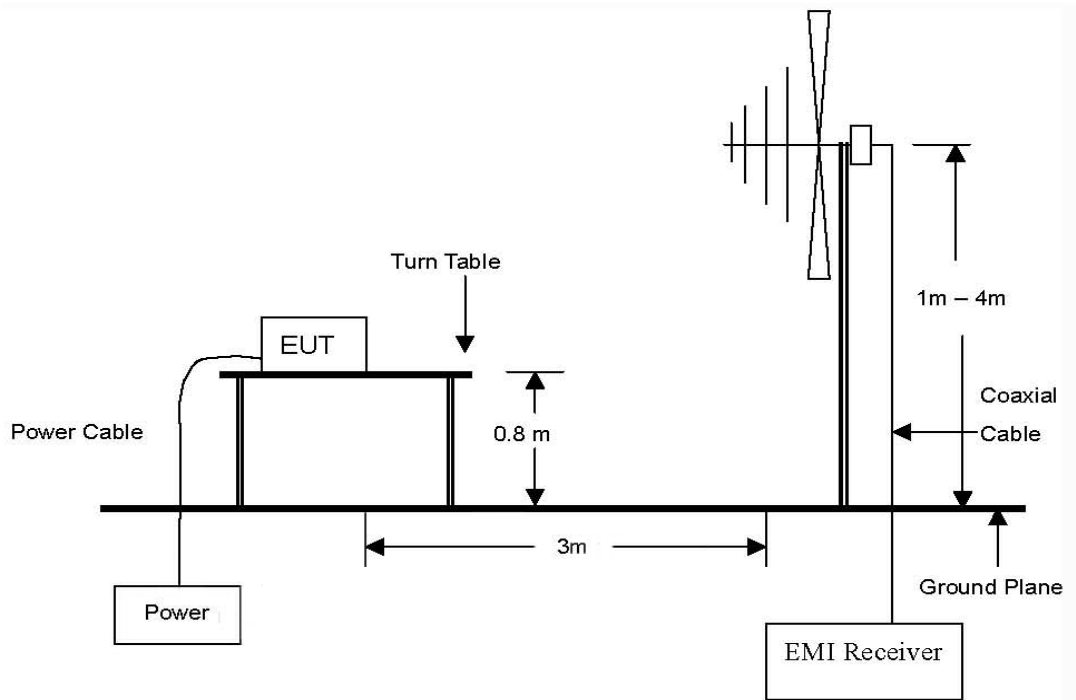 Turn Table
EUT
1m – 4m
Coaxial
Cable
Power Cable
0.8 m
3m
Ground Plane
Power
EMI Receiver